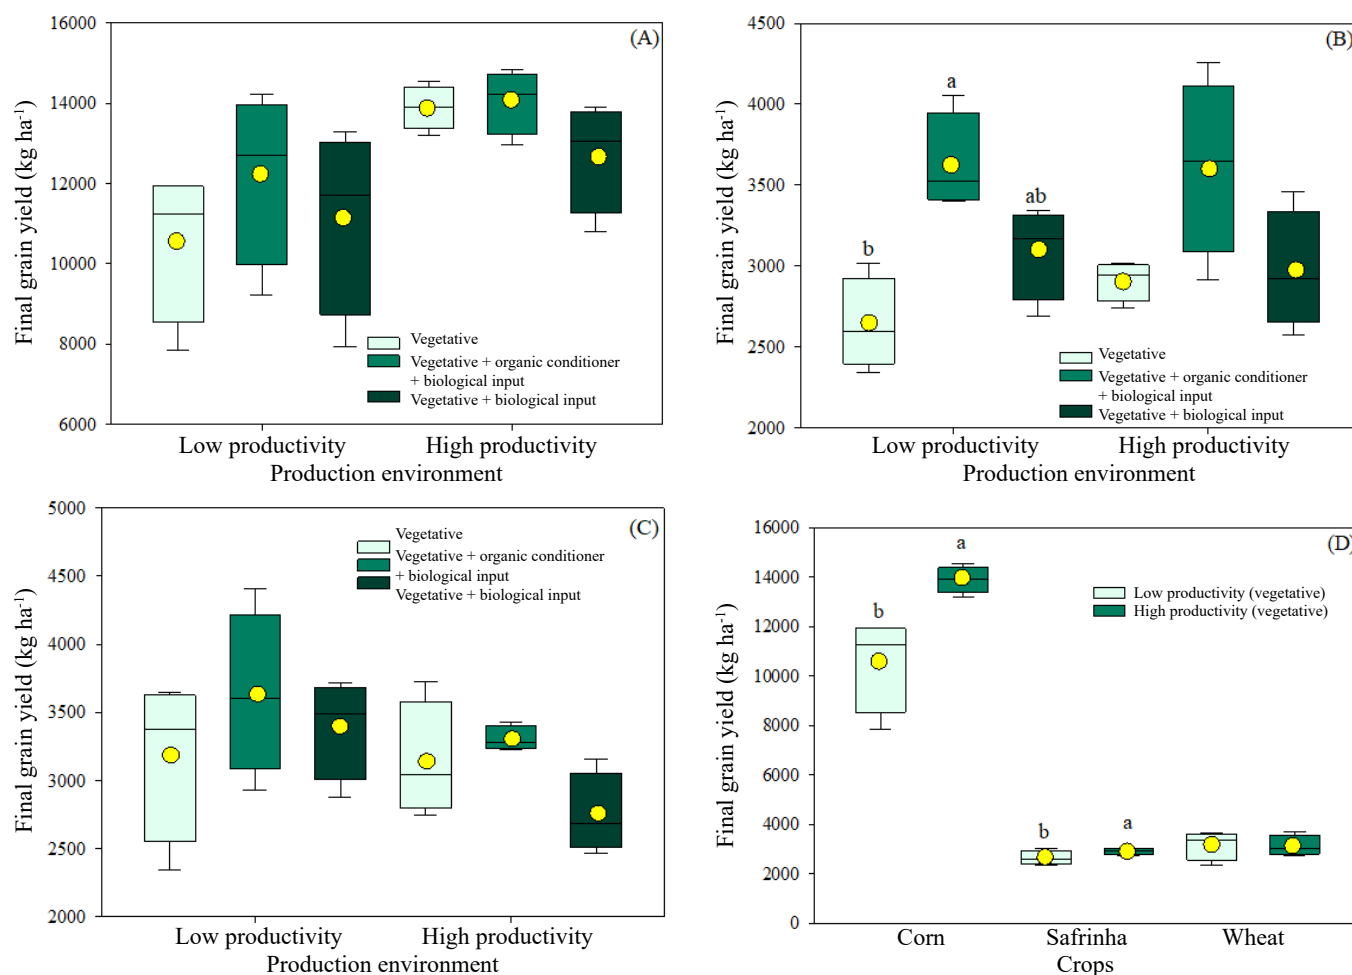 (A)
Final grain yield (kg ha⁻¹)
16000
14000
12000
10000
8000
6000
Vegetative
Vegetative + organic conditioner
+ biological input
Vegetative + biological input
Low productivity
High productivity
Production environment
(B)
Final grain yield (kg ha⁻¹)
4500
4000
3500
3000
2500
2000
a
ab
b
Vegetative
Vegetative + organic conditioner
+ biological input
Vegetative + biological input
Low productivity
High productivity
Production environment
(C)
Final grain yield (kg ha⁻¹)
5000
4500
4000
3500
3000
2500
2000
Vegetative
Vegetative + organic conditioner
+ biological input
Vegetative + biological input
Low productivity
High productivity
Production environment
(D)
Final grain yield (kg ha⁻¹)
16000
14000
12000
10000
8000
6000
4000
2000
0
a
b
b
a
Low productivity (vegetative)
High productivity (vegetative)
Corn
Safrinha
Wheat
Crops